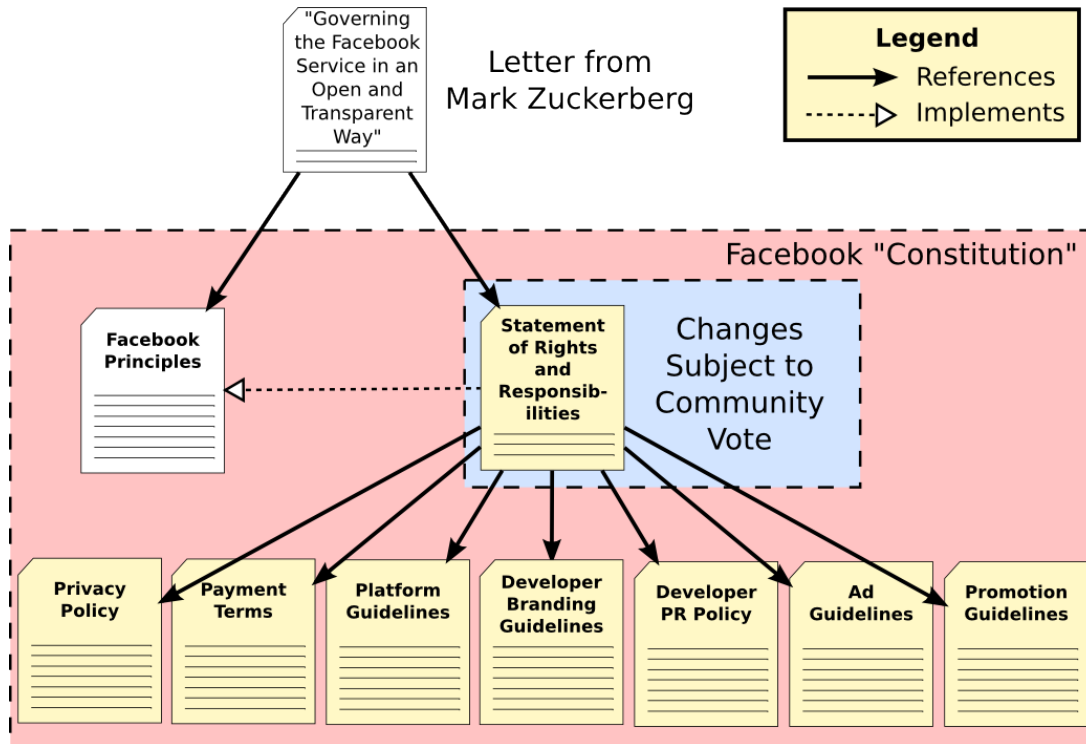 "Governing
the Facebook
Service in an
Open and
Transparent
Way"
Letter from
Mark Zuckerberg
Legend
References
Implements
Facebook "Constitution"
Facebook
Principles
Statement
of Rights
and
Responsib-
ilities
Changes
Subject to
Community
Vote
Privacy
Policy
Payment
Terms
Platform
Guidelines
Developer
Branding
Guidelines
Developer
PR Policy
Ad
Guidelines
Promotion
Guidelines